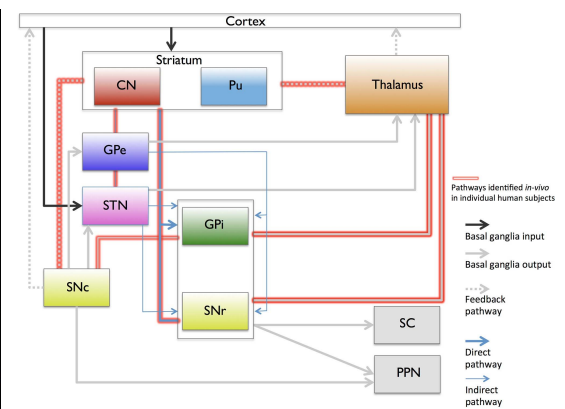 Cortex
Striatum
CN
Pu
Thalamus
GPe
STN
GPi
SNc
SNr
SC
PPN
Pathways identified in-vivo
in individual human subjects
Basal ganglia input
Basal ganglia output
Feedback
pathway
Direct
pathway
Indirect
pathway